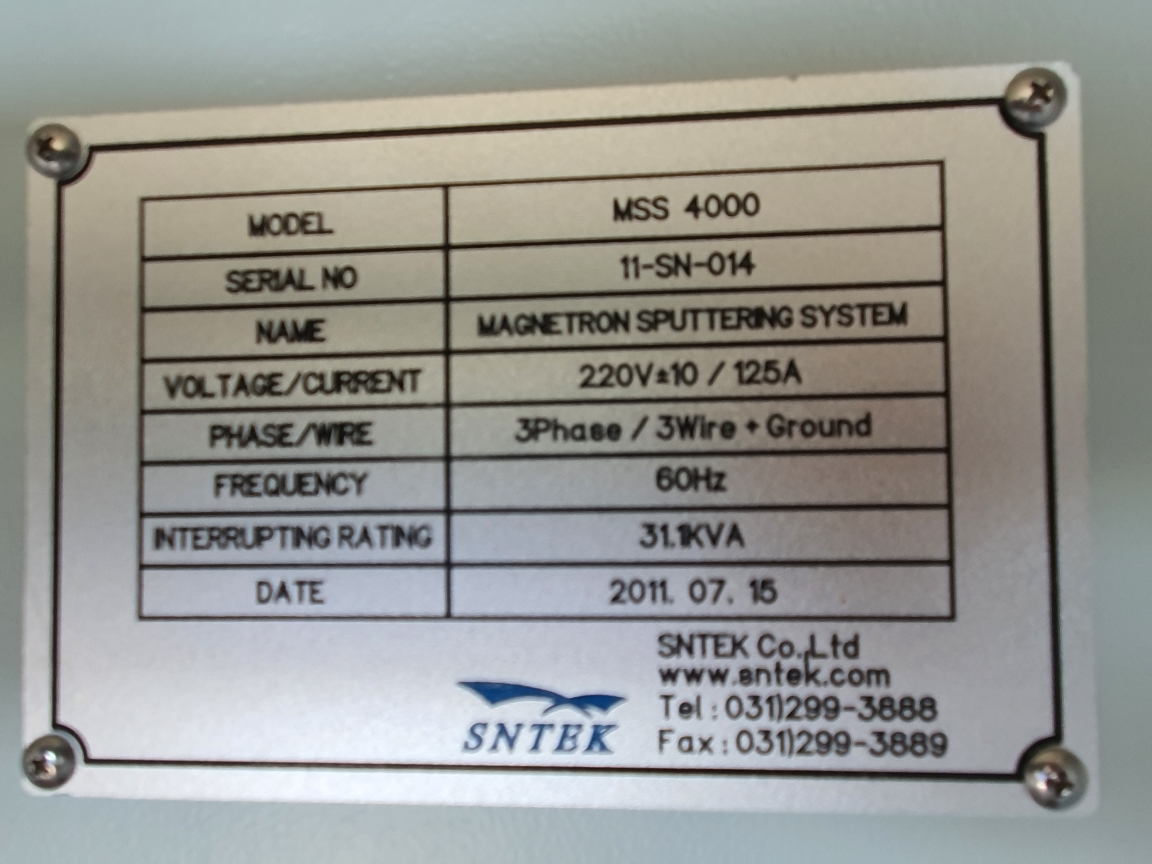 MODEL MSS 4000
SERIAL NO 11-SN-014
NAME MAGNETRON SPUTTERING SYSTEM
VOLTAGE/CURRENT 220V±10 / 125A
PHASE/WIRE 3Phase / 3Wire + Ground
FREQUENCY 60Hz
INTERRUPTING RATING 31.1KVA
DATE 2011. 07. 15
SNTEK
SNTEK Co.,Ltd
www.sntek.com
Tel : 031)299-3888
Fax : 031)299-3889